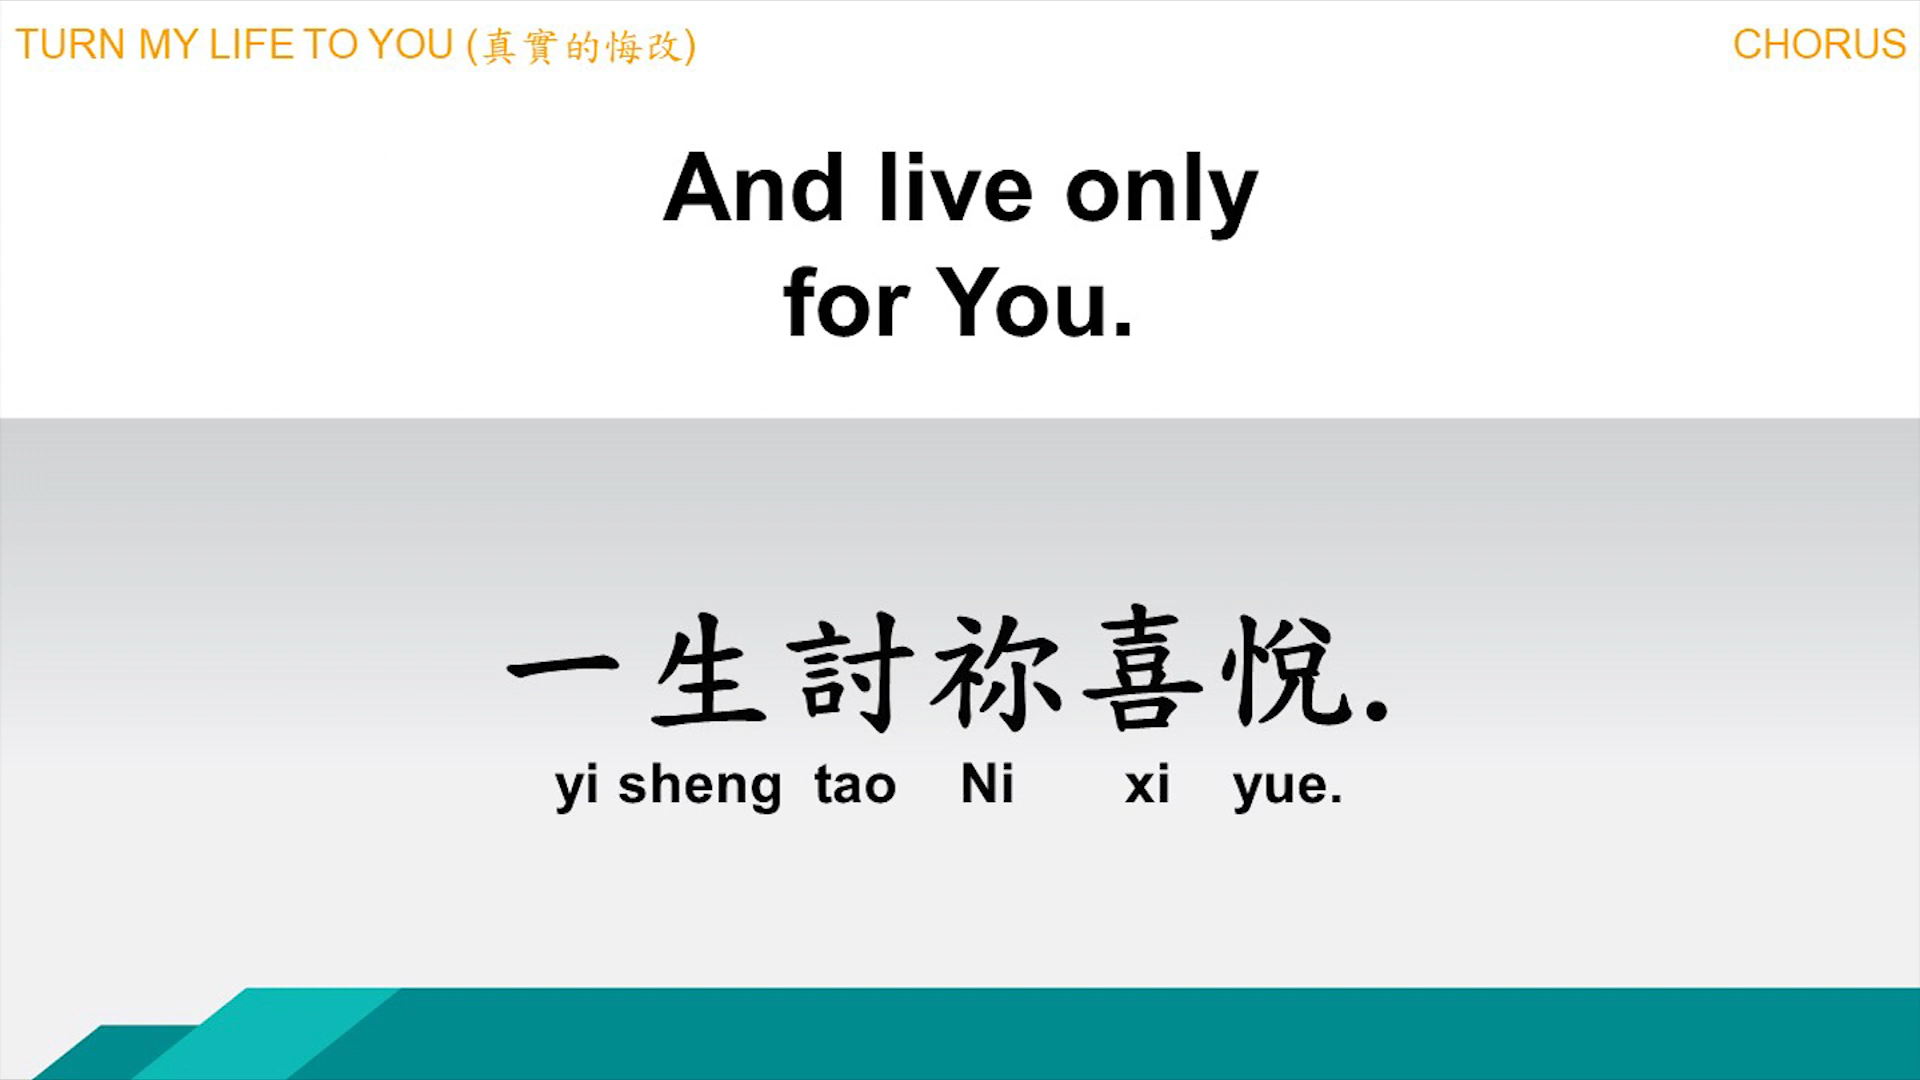 TURN MY LIFE TO YOU (真實的悔改)
CHORUS
And live only
for You.
一生討祢喜悅.
yi sheng tao Ni xi yue.